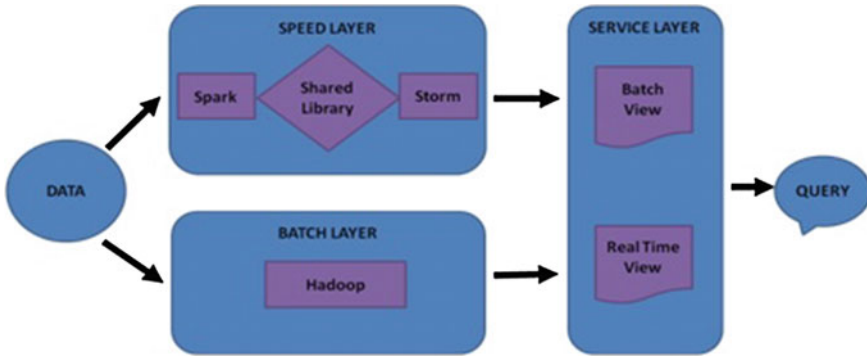 SPEED LAYER
Spark
Shared
Library
Storm
SERVICE LAYER
Batch
View
DATA
QUERY
BATCH LAYER
Hadoop
Real Time
View